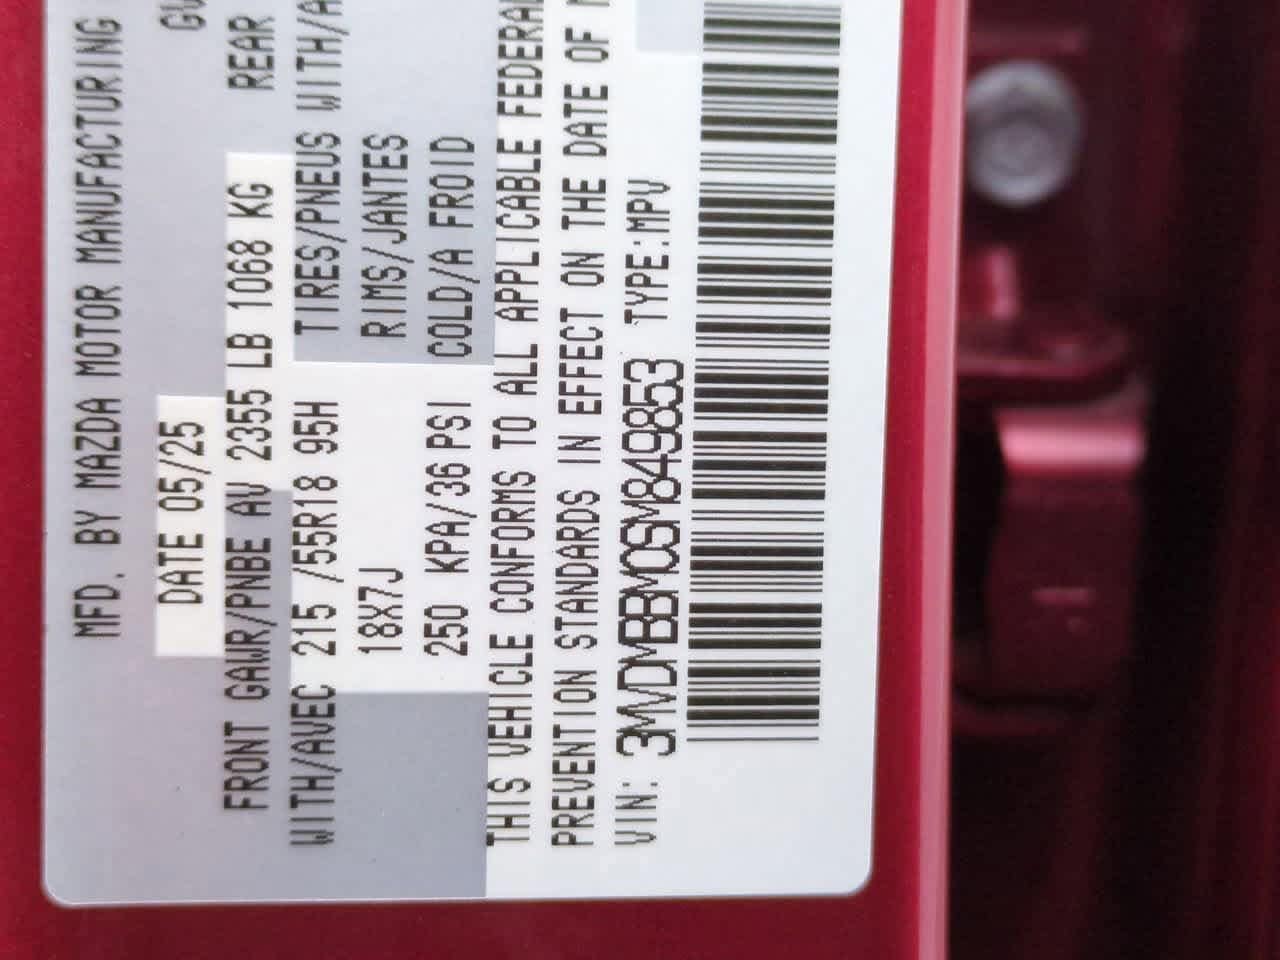 MFD. BY MAZDA MOTOR MANUFACTURING
DATE 05/25
FRONT GAWR/PNBE AV 2355 LB 1068 KG REAR
WITH/AVEC 215 /55R18 95H TIRES/PNEUS WITH/A
18X7J RIMS/JANTES
250 KPA/36 PSI COLD/A FROID
THIS VEHICLE CONFORMS TO ALL APPLICABLE FEDERA
PREVENTION STANDARDS IN EFFECT ON THE DATE OF
VIN: 3MVDMBBM0SM849853 TYPE:MPV